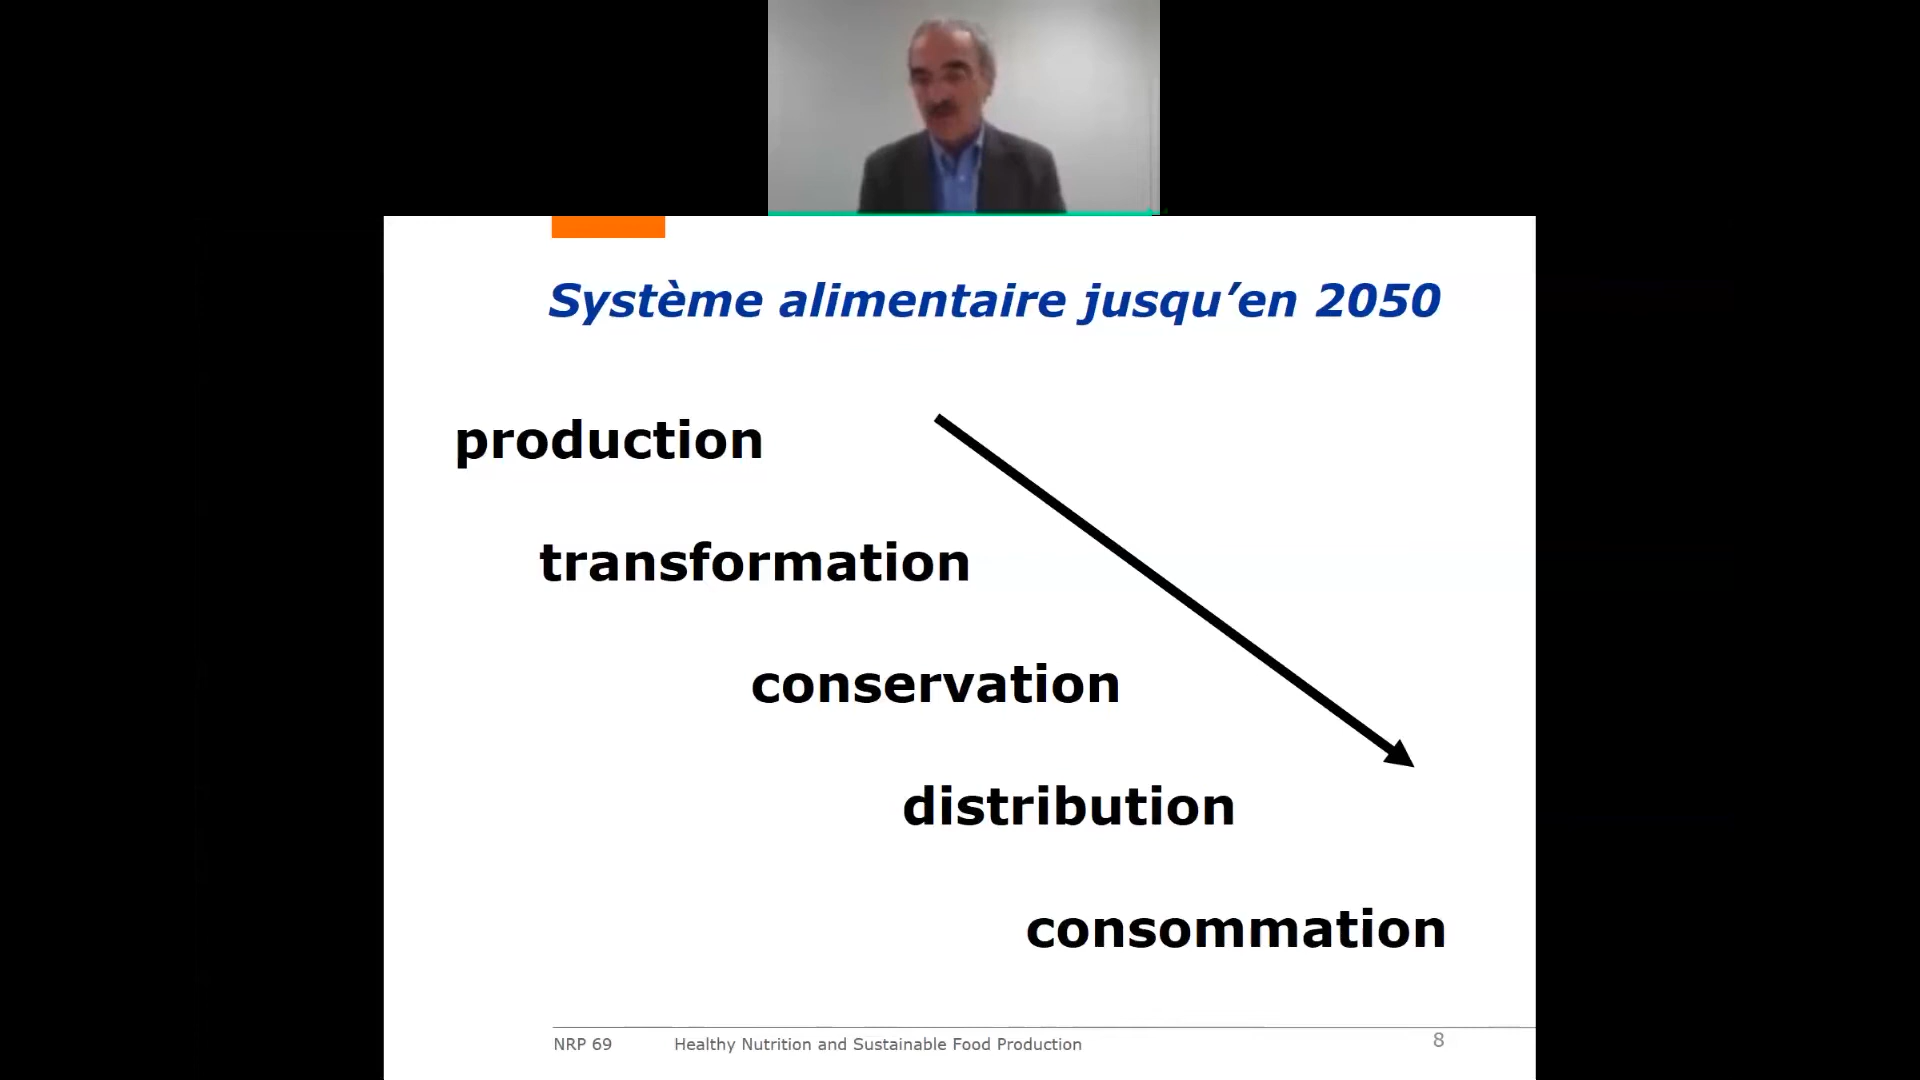 Système alimentaire jusqu’en 2050
production
transformation
conservation
distribution
consommation
NRP 69 Healthy Nutrition and Sustainable Food Production 8